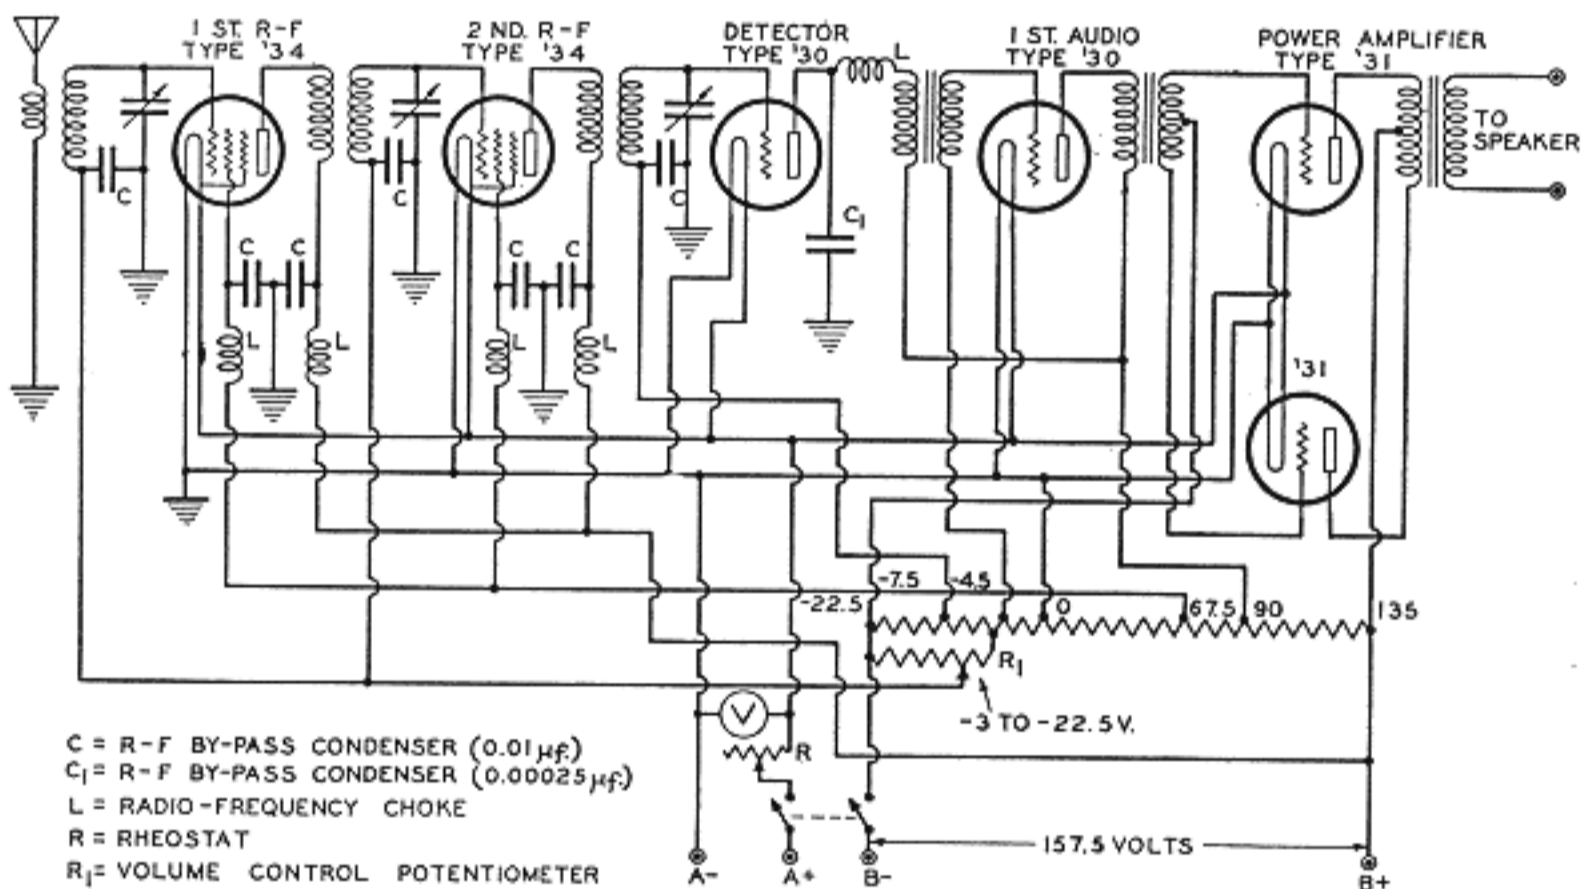 1 ST. R-F
TYPE '34
2 ND. R-F
TYPE '34
DETECTOR
TYPE '30
L
1 ST. AUDIO
TYPE '30
POWER AMPLIFIER
TYPE '31
TO
SPEAKER
C
C
C
C C
C C
C₁
L L
L L
'31
-7.5 -4.5
-22.5 0 67.5 90 135
R₁
-3 TO -22.5 V.
V
R
C = R-F BY-PASS CONDENSER (0.01 µf.)
C₁ = R-F BY-PASS CONDENSER (0.00025 µf.)
L = RADIO-FREQUENCY CHOKE
R = RHEOSTAT
R₁ = VOLUME CONTROL POTENTIOMETER
157.5 VOLTS
A- A+ B- B+